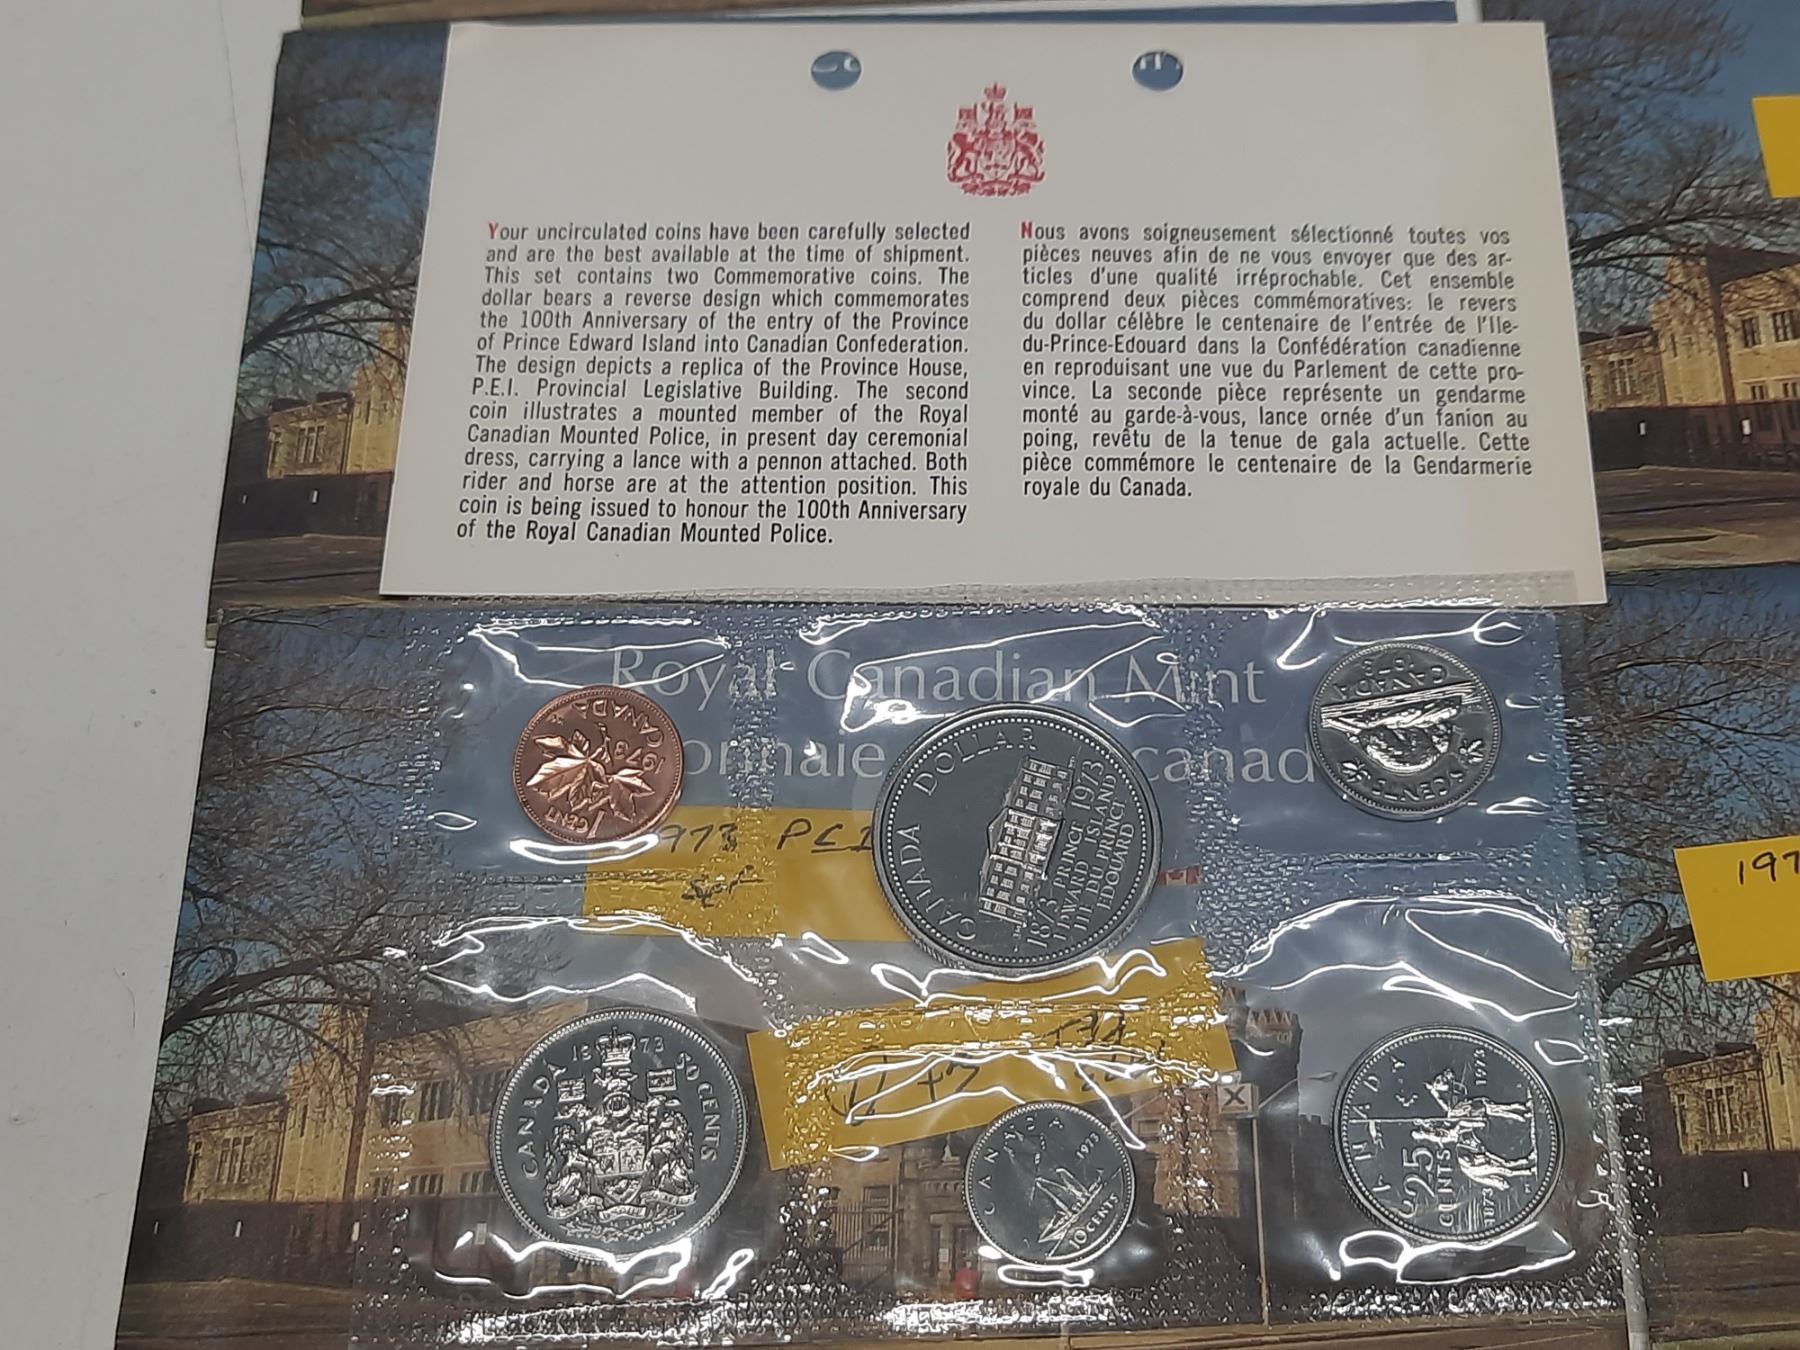 Your uncirculated coins have been carefully selected
and are the best available at the time of shipment.
This set contains two Commemorative coins. The
dollar bears a reverse design which commemorates
the 100th Anniversary of the entry of the Province
of Prince Edward Island into Canadian Confederation.
The design depicts a replica of the Province House,
P.E.I. Provincial Legislative Building. The second
coin illustrates a mounted member of the Royal
Canadian Mounted Police, in present day ceremonial
dress, carrying a lance with a pennon attached. Both
rider and horse are at the attention position. This
coin is being issued to honour the 100th Anniversary
of the Royal Canadian Mounted Police.
Nous avons soigneusement sélectionné toutes vos
pièces neuves afin de ne vous envoyer que des ar-
ticles d'une qualité irréprochable. Cet ensemble
comprend deux pièces commémoratives: le revers
du dollar célèbre le centenaire de l'entrée de l'Ile-
du-Prince-Edouard dans la Confédération canadienne
en reproduisant une vue du Parlement de cette pro-
vince. La seconde pièce représente un gendarme
monté au garde-à-vous, lance ornée d'un fanion au
poing, revêtu de la tenue de gala actuelle. Cette
pièce commémore le centenaire de la Gendarmerie
royale du Canada.
Royal Canadian Mint
onnaie canad
CANADA
1973
1 CENT
CANADA DOLLAR
1873 PRINCE 1973
EDWARD ISLAND
ILE DU PRINCE
EDOUARD
CANADA
1973
5 CENTS
973 PEI
Set
197
CANADA 1973 50 CENTS
CANADA
1973
10 CENTS
CANADA
25
CENTS
1873 1973